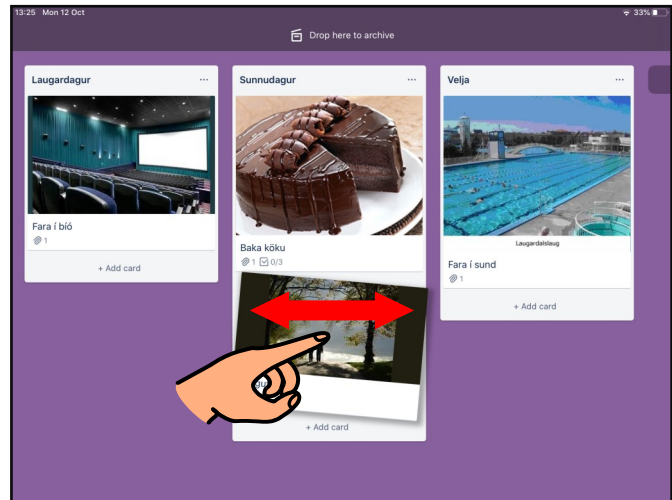 13:25 Mon 12 Oct
33%
Drop here to archive
Laugardagur ...
Fara í bíó
1
+ Add card
Sunnudagur ...
Baka köku
1 0/3
+ Add card
Velja ...
Laugardalslaug
Fara í sund
1
+ Add card